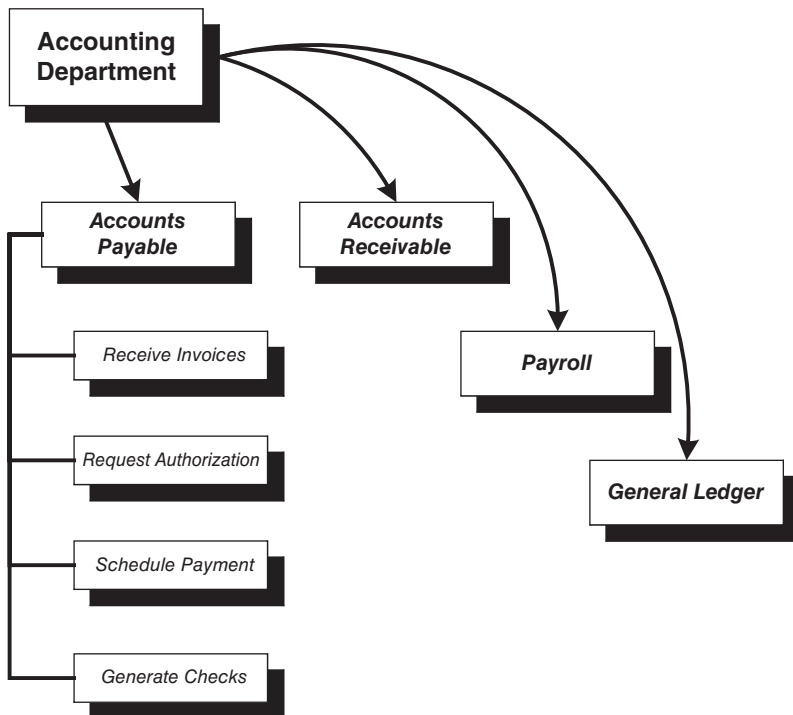 Accounting
Department
Accounts
Payable
Accounts
Receivable
Receive Invoices
Payroll
Request Authorization
General Ledger
Schedule Payment
Generate Checks